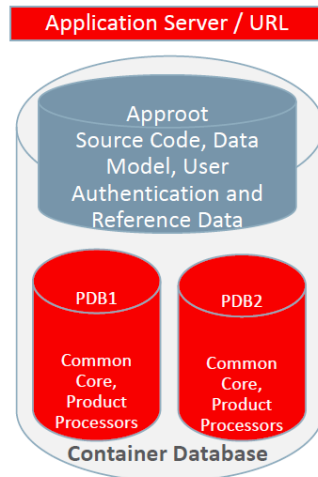 Application Server / URL
Approot
Source Code, Data
Model, User
Authentication and
Reference Data
PDB1
Common
Core,
Product
Processors
PDB2
Common
Core,
Product
Processors
Container Database